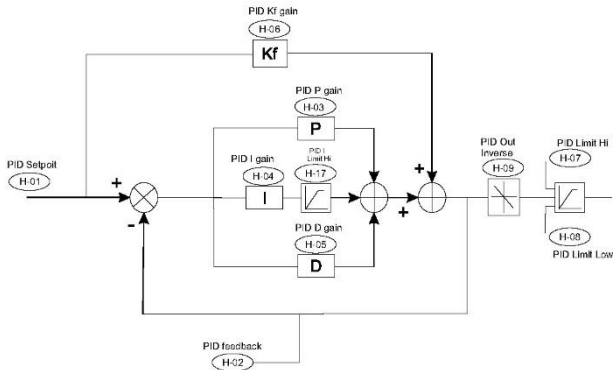 PID Kf gain
H-06
Kf
PID P gain
H-03
P
PID Setpoit
H-01
+
-
PID I gain
H-04
I
PID I
Limit Hi
H-17
PID D gain
H-05
D
+
+
PID Out
Inverse
H-09
PID Limit Hi
H-07
H-08
PID Limit Low
PID feedback
H-02